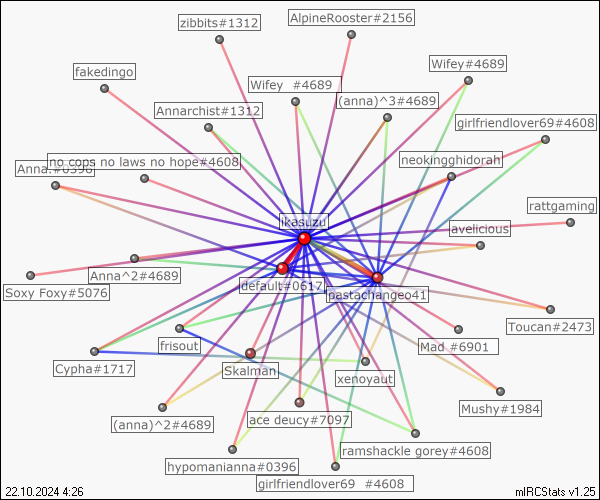 zibbits#1312
AlpineRooster#2156
fakedingo
Wifey#4689
Wifey #4689
(anna)^3#4689
Annarchist#1312
girlfriendlover69#4608
neokingghidorah
no cops no laws no hope#4608
Anna.#0396
rattgaming
ikasuzu
avelicious
Anna^2#4689
default#0617
pastachangeo41
Soxy Foxy#5076
Toucan#2473
frisout
Mad #6901
Cypha#1717
Skalman
xenoyaut
Mushy#1984
(anna)^2#4689
ace deucy#7097
ramshackle gorey#4608
hypomanianna#0396
girlfriendlover69 #4608
22.10.2024 4:26
mIRCStats v1.25